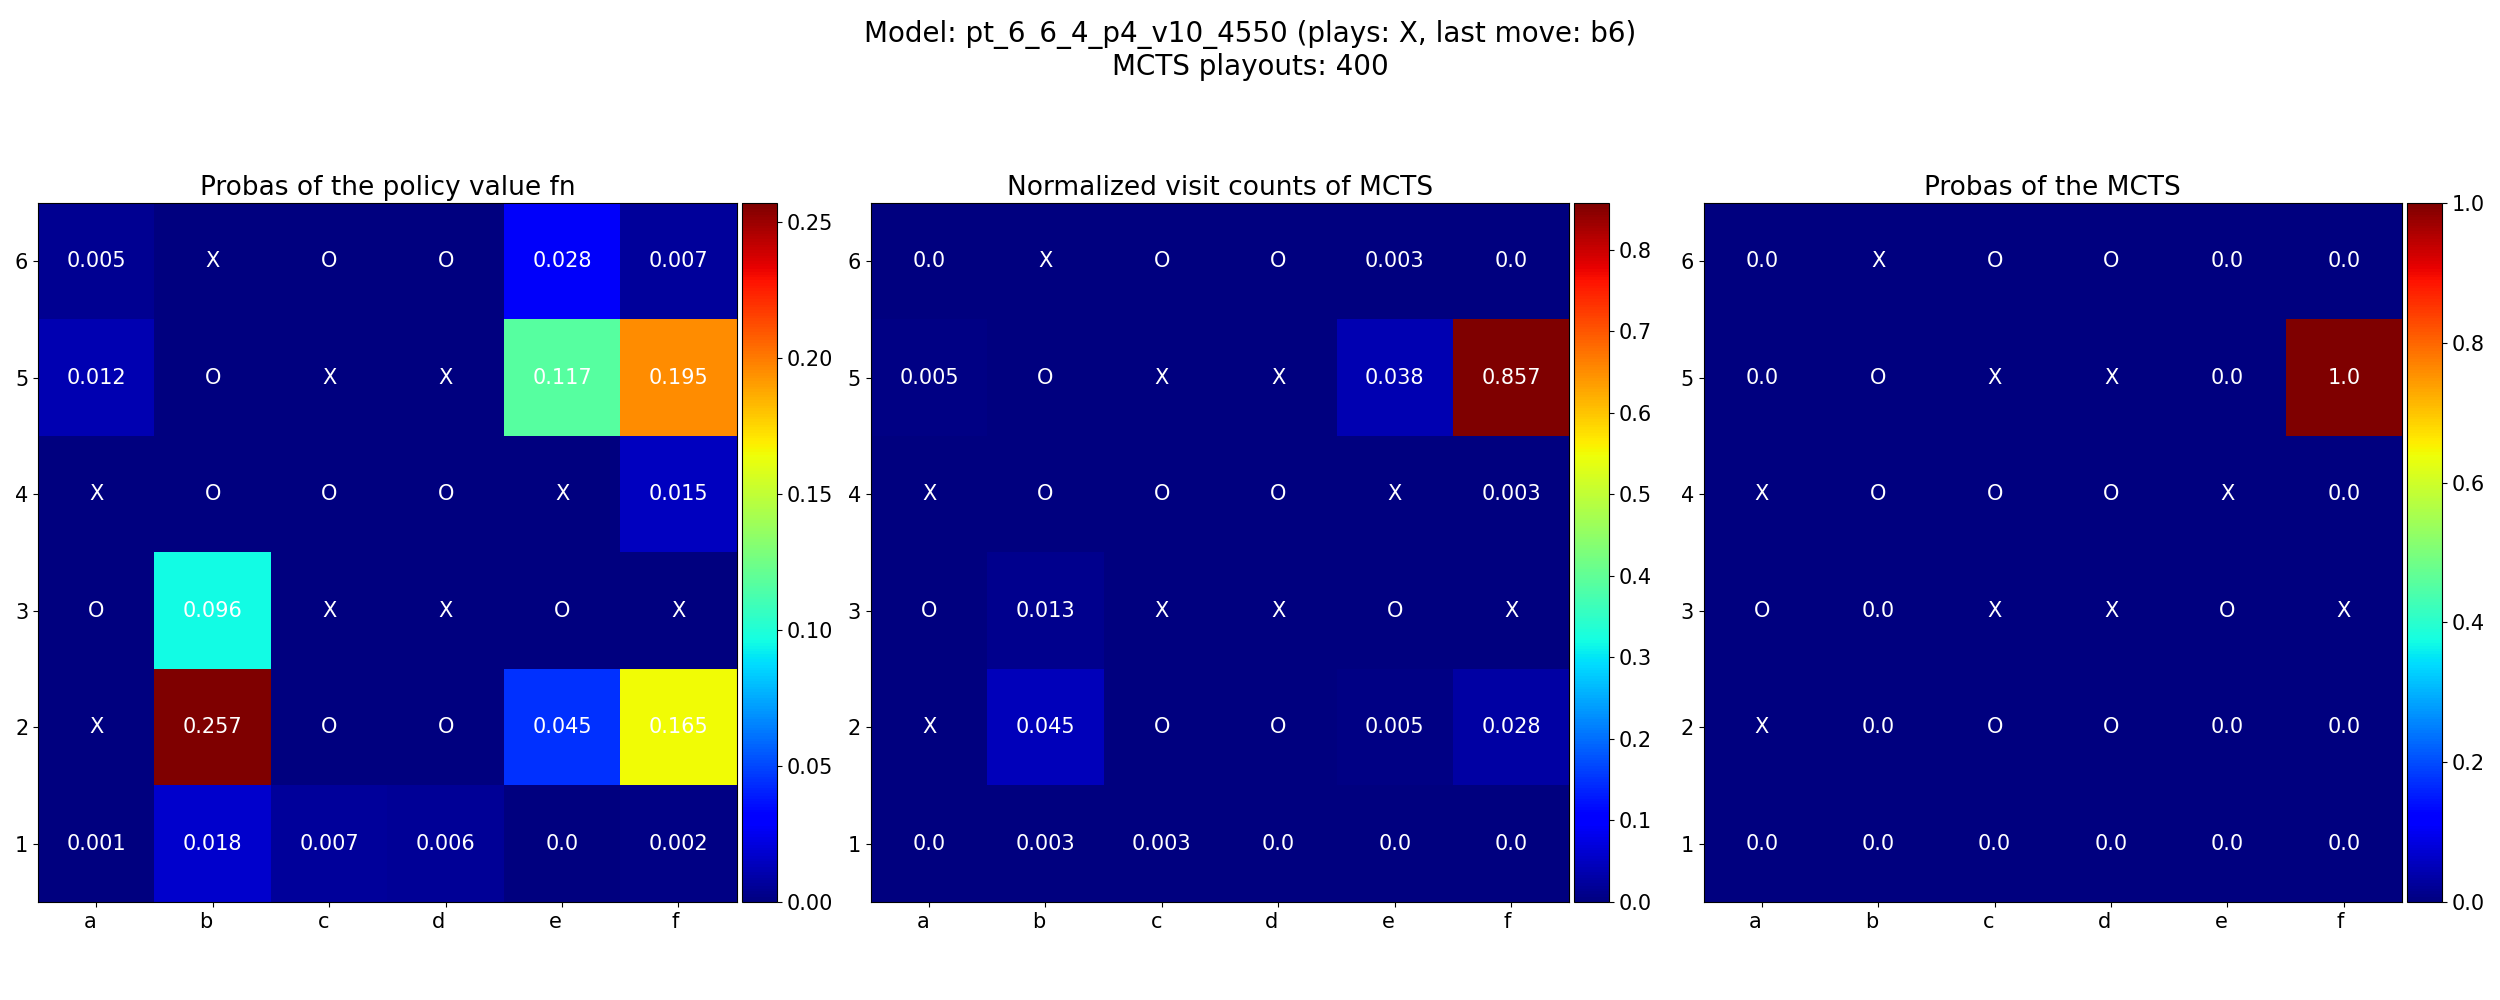 Model: pt_6_6_4_p4_v10_4550 (plays: X, last move: b6)
MCTS playouts: 400
Probas of the policy value fn
6 0.005 X O O 0.028 0.007
5 0.012 O X X 0.117 0.195
4 X O O O X 0.015
3 O 0.096 X X O X
2 X 0.257 O O 0.045 0.165
1 0.001 0.018 0.007 0.006 0.0 0.002
a b c d e f
0.25
0.20
0.15
0.10
0.05
0.00
Normalized visit counts of MCTS
6 0.0 X O O 0.003 0.0
5 0.005 O X X 0.038 0.857
4 X O O O X 0.003
3 O 0.013 X X O X
2 X 0.045 O O 0.005 0.028
1 0.0 0.003 0.003 0.0 0.0 0.0
a b c d e f
0.8
0.7
0.6
0.5
0.4
0.3
0.2
0.1
0.0
Probas of the MCTS
6 0.0 X O O 0.0 0.0
5 0.0 O X X 0.0 1.0
4 X O O O X 0.0
3 O 0.0 X X O X
2 X 0.0 O O 0.0 0.0
1 0.0 0.0 0.0 0.0 0.0 0.0
a b c d e f
1.0
0.8
0.6
0.4
0.2
0.0